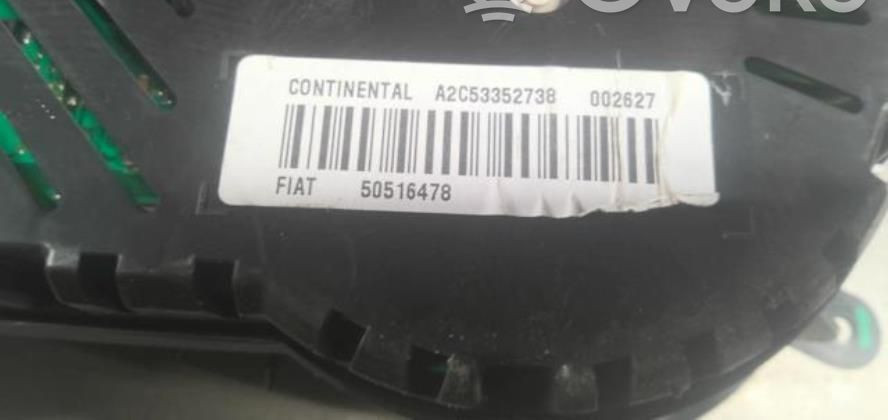 CONTINENTAL A2C53352738 002627
FIAT 50516478